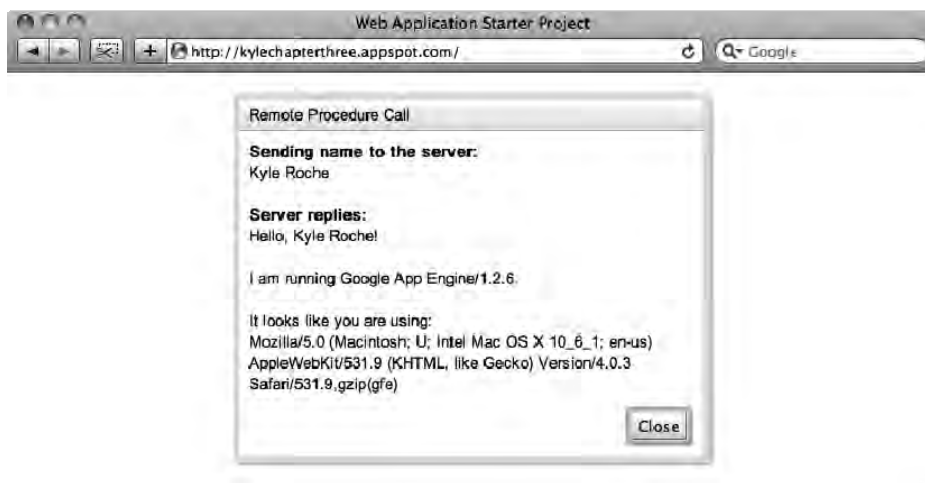 Web Application Starter Project
http://kylechapterthree.appspot.com/
Google
Remote Procedure Call
Sending name to the server:
Kyle Roche
Server replies:
Hello, Kyle Roche!
I am running Google App Engine/1.2.6.
It looks like you are using:
Mozilla/5.0 (Macintosh; U; Intel Mac OS X 10_6_1; en-us)
AppleWebKit/531.9 (KHTML, like Gecko) Version/4.0.3
Safari/531.9,gzip(gfe)
Close